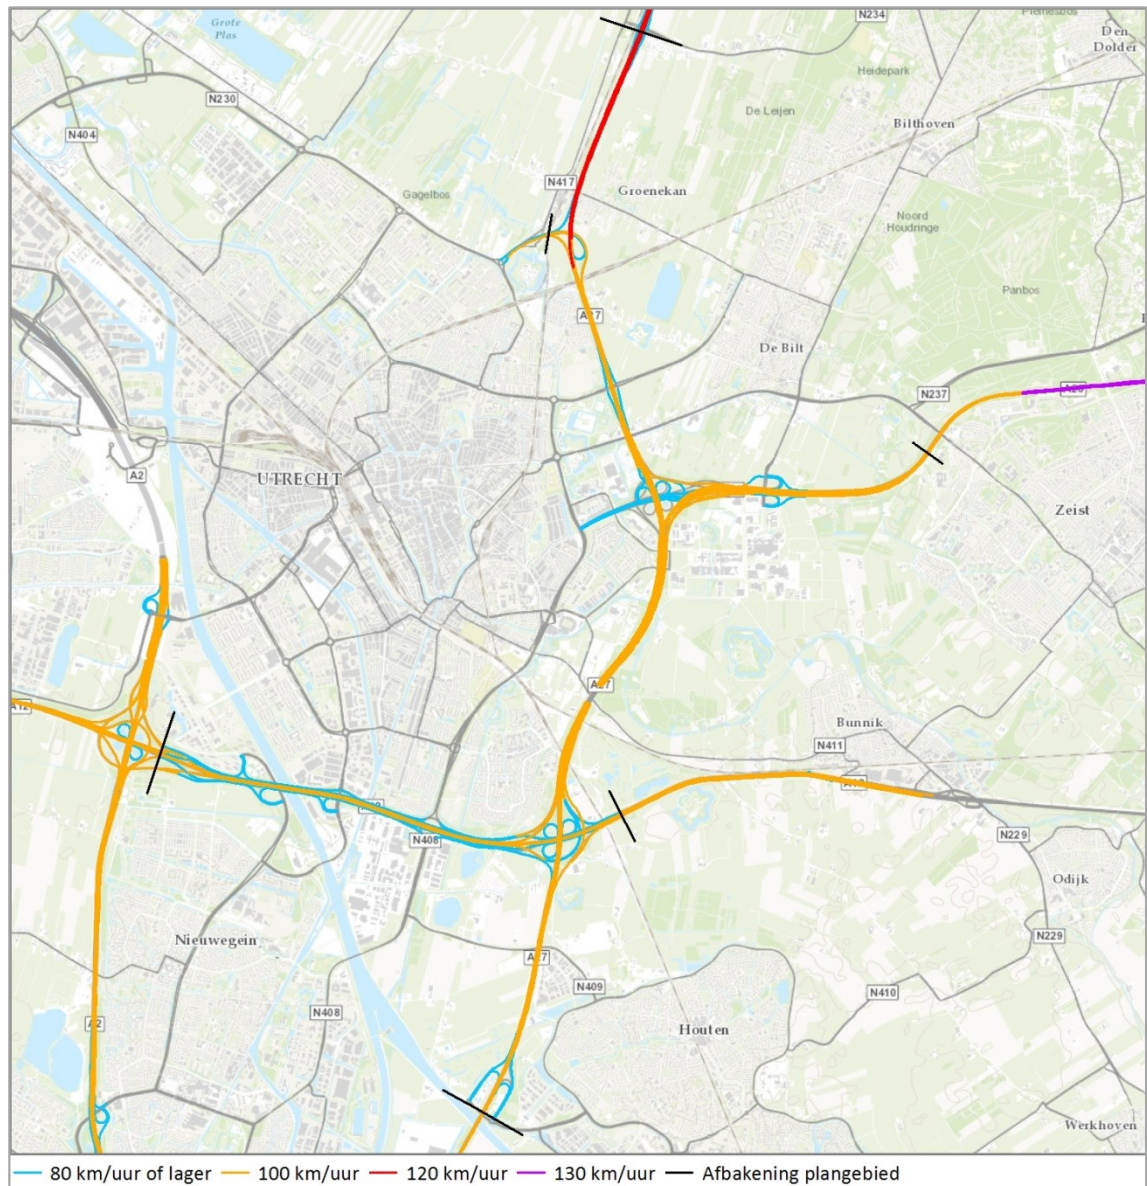 Grote
Plas
N234
Den
Dolder
Heidepark
N230
De Leijen
Bilthoven
N404
N417
Groenekan
Gagelbos
Noord
Houdringe
Panbos
A27
De Bilt
N237
A2
UTRECHT
Zeist
A27
A12
Bunnik
N411
N408
N229
Odijk
Nieuwegein
N229
A27
N409
N410
N408
A2
Houten
Werkhoven
80 km/uur of lager 100 km/uur 120 km/uur 130 km/uur Afbakening plangebied